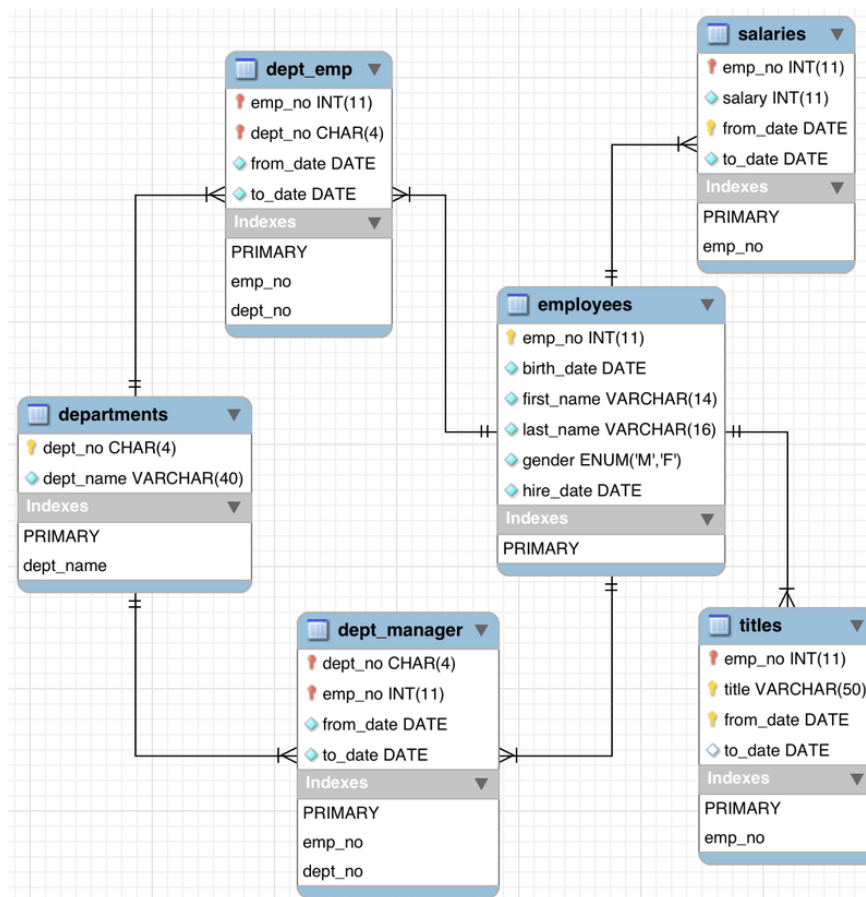 dept_emp
emp_no INT(11)
dept_no CHAR(4)
from_date DATE
to_date DATE
Indexes
PRIMARY
emp_no
dept_no
salaries
emp_no INT(11)
salary INT(11)
from_date DATE
to_date DATE
Indexes
PRIMARY
emp_no
employees
emp_no INT(11)
birth_date DATE
first_name VARCHAR(14)
last_name VARCHAR(16)
gender ENUM('M','F')
hire_date DATE
Indexes
PRIMARY
departments
dept_no CHAR(4)
dept_name VARCHAR(40)
Indexes
PRIMARY
dept_name
dept_manager
dept_no CHAR(4)
emp_no INT(11)
from_date DATE
to_date DATE
Indexes
PRIMARY
emp_no
dept_no
titles
emp_no INT(11)
title VARCHAR(50)
from_date DATE
to_date DATE
Indexes
PRIMARY
emp_no